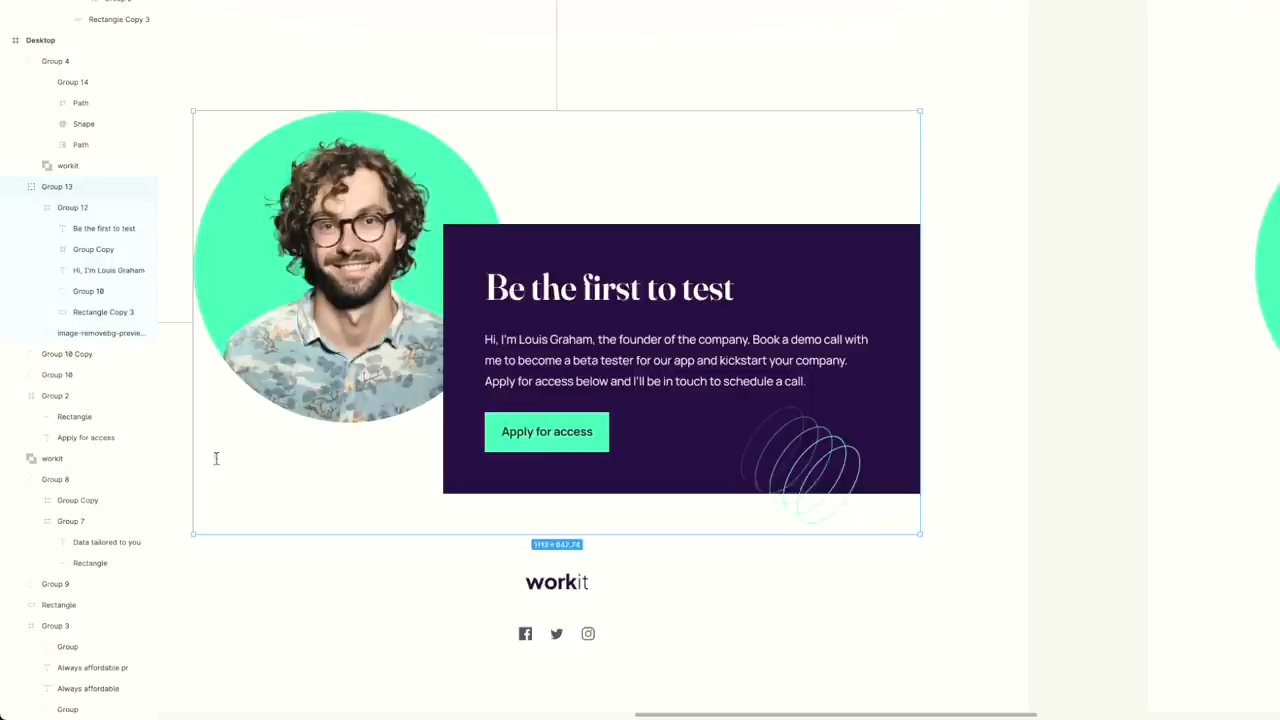 Rectangle Copy 3
Desktop
Group 4
Group 14
Path
Shape
Path
workit
Group 13
Group 12
Be the first to test
Group Copy
Hi, I'm Louis Graham
Group 10
Rectangle Copy 3
image-removebg-previe...
Group 10 Copy
Group 10
Group 2
Rectangle
Apply for access
workit
Group 8
Group Copy
Group 7
Data tailored to you
Rectangle
Group 9
Rectangle
Group 3
Group
Always affordable pr
Always affordable
Group
Be the first to test
Hi, I'm Louis Graham, the founder of the company. Book a demo call with
me to become a beta tester for our app and kickstart your company.
Apply for access below and I'll be in touch to schedule a call.
Apply for access
workit